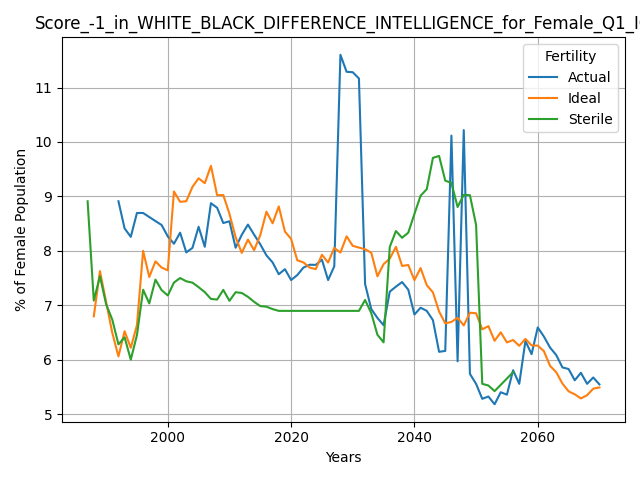 Score_-1_in_WHITE_BLACK_DIFFERENCE_INTELLIGENCE_for_Female_Q1_I
Fertility
Actual
Ideal
Sterile
% of Female Population
11
10
9
8
7
6
5
2000 2020 2040 2060
Years